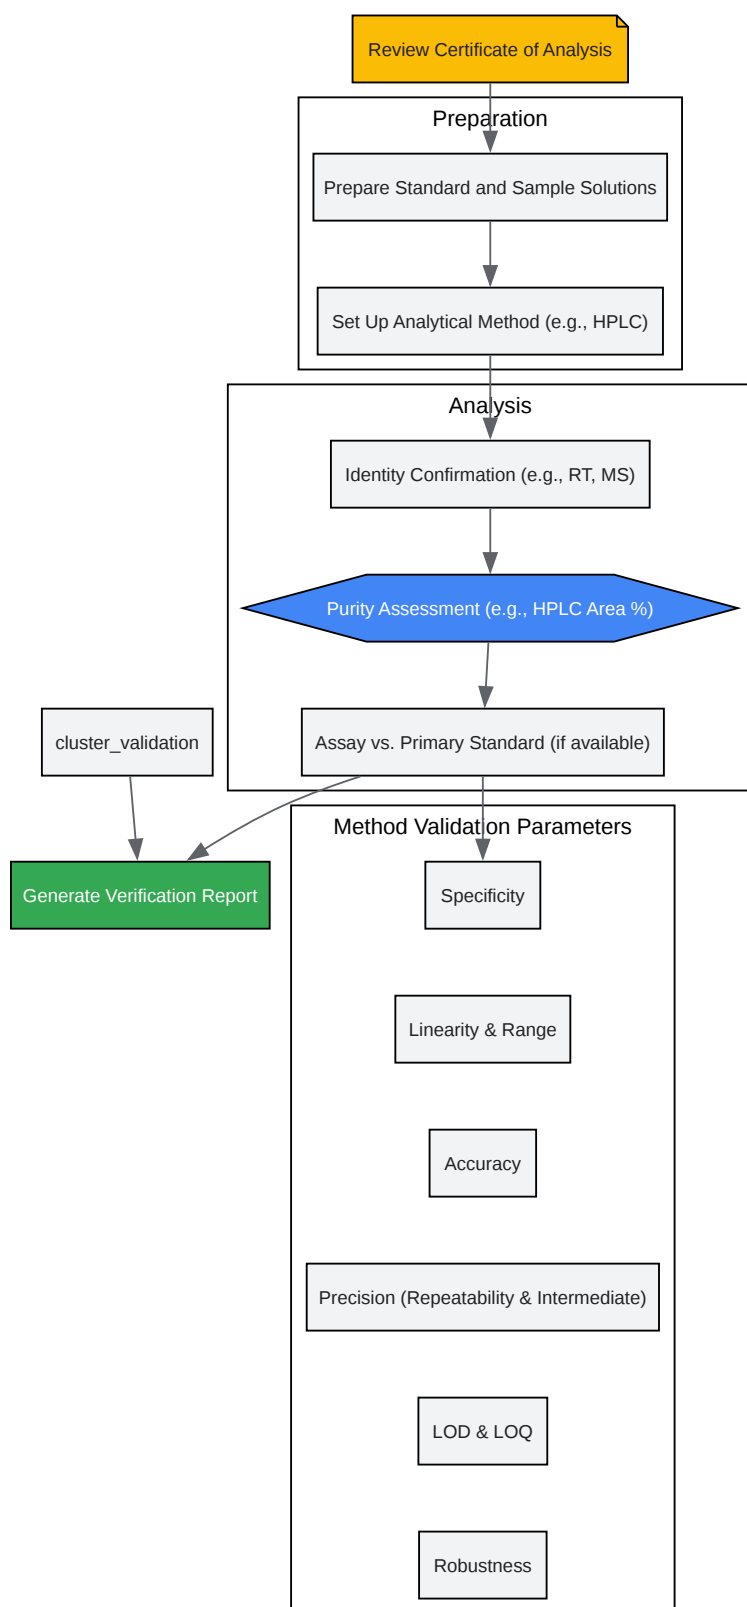 Review Certificate of Analysis
Preparation
Prepare Standard and Sample Solutions
Set Up Analytical Method (e.g., HPLC)
Analysis
Identity Confirmation (e.g., RT, MS)
Purity Assessment (e.g., HPLC Area %)
cluster_validation
Assay vs. Primary Standard (if available)
Method Validation Parameters
Generate Verification Report
Specificity
Linearity & Range
Accuracy
Precision (Repeatability & Intermediate)
LOD & LOQ
Robustness